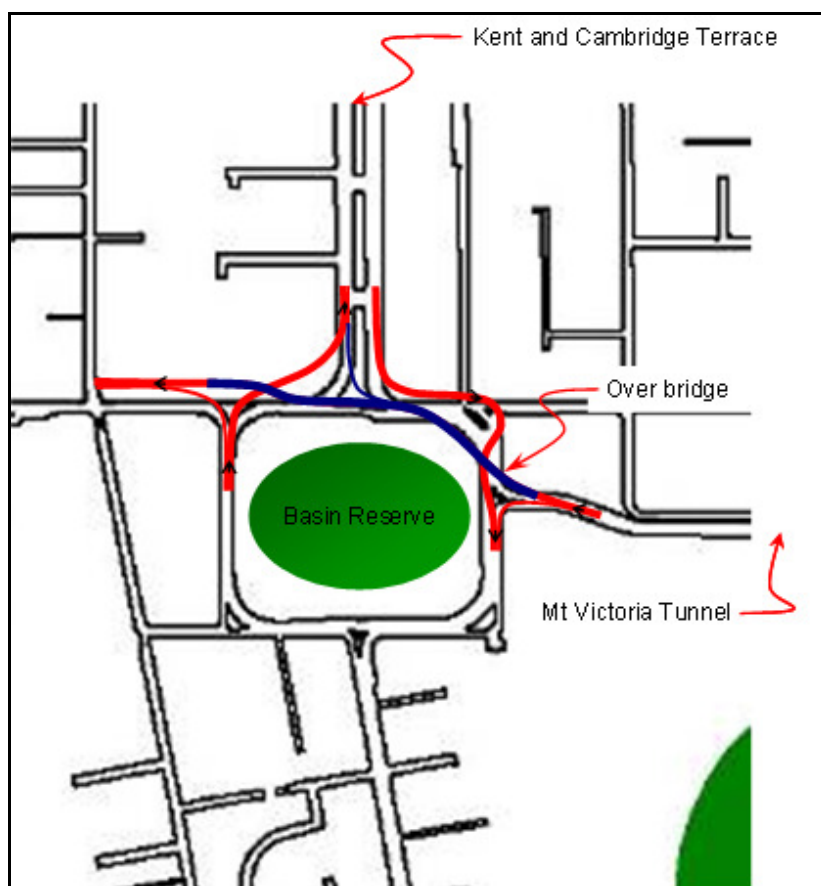 Kent and Cambridge Terrace
Over bridge
Basin Reserve
Mt Victoria Tunnel